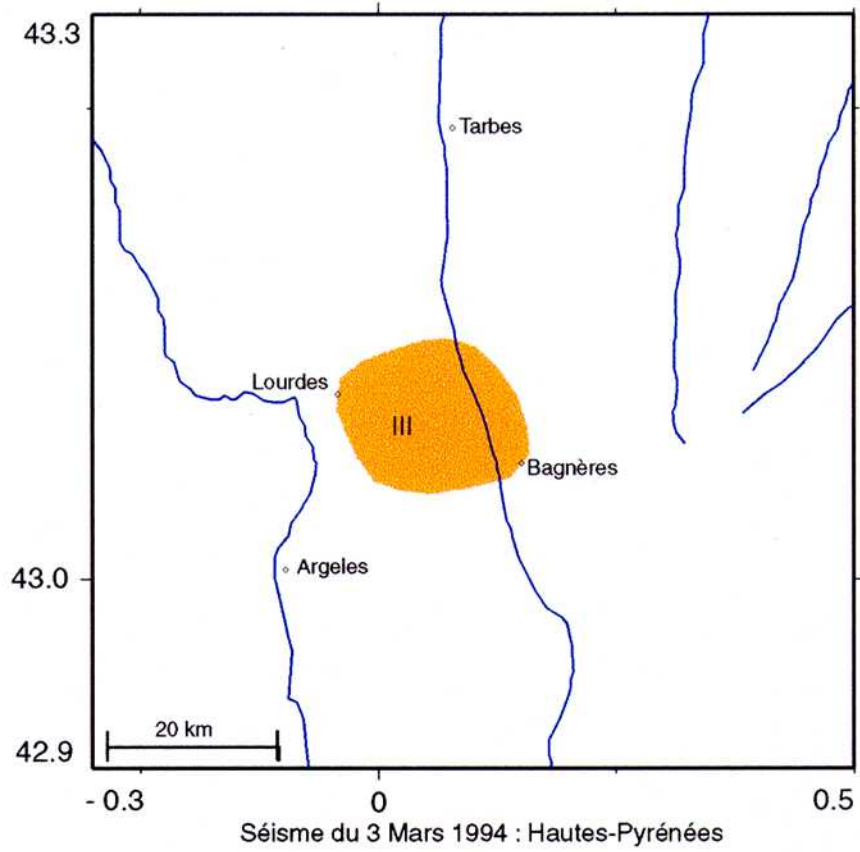 43.3
Tarbes
Lourdes
III
Bagnères
43.0
Argeles
20 km
42.9
- 0.3
0
0.5
Séisme du 3 Mars 1994 : Hautes-Pyrénées